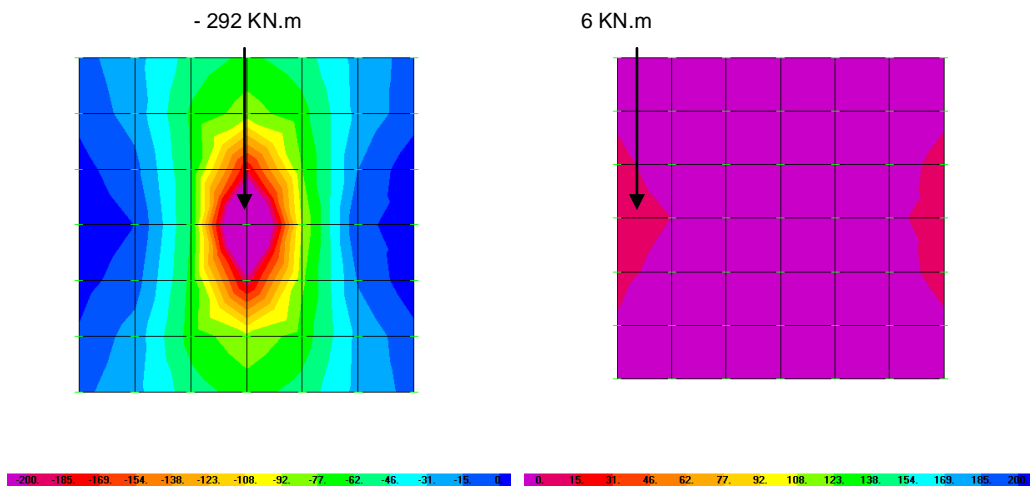 - 292 KN.m
6 KN.m
-200. -185. -169. -154. -138. -123. -108. -92. -77. -62. -46. -31. -15. 0.
0. 15. 31. 46. 62. 77. 92. 108. 123. 138. 154. 169. 185. 200.